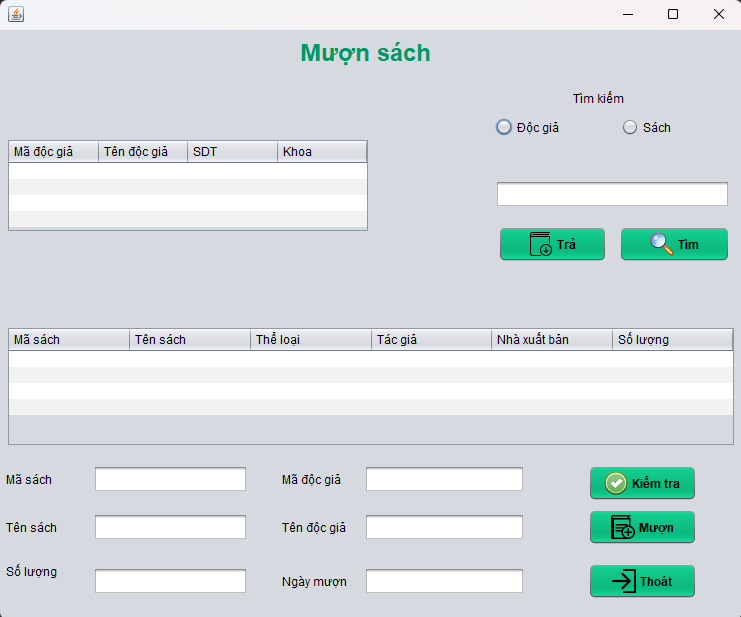 Mượn sách
Tìm kiếm
Độc giả Sách
Mã độc giả Tên độc giả SDT Khoa
Trả Tìm
Mã sách Tên sách Thể loại Tác giả Nhà xuất bản Số lượng
Mã sách Mã độc giả Kiểm tra
Tên sách Tên độc giả Mượn
Số lượng Ngày mượn Thoát